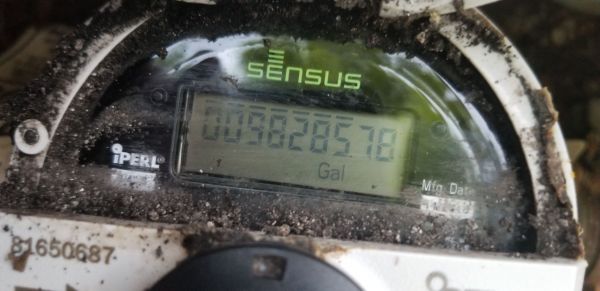 SENSUS
009828578
iPERL®
Gal
Mfg Date
81650687